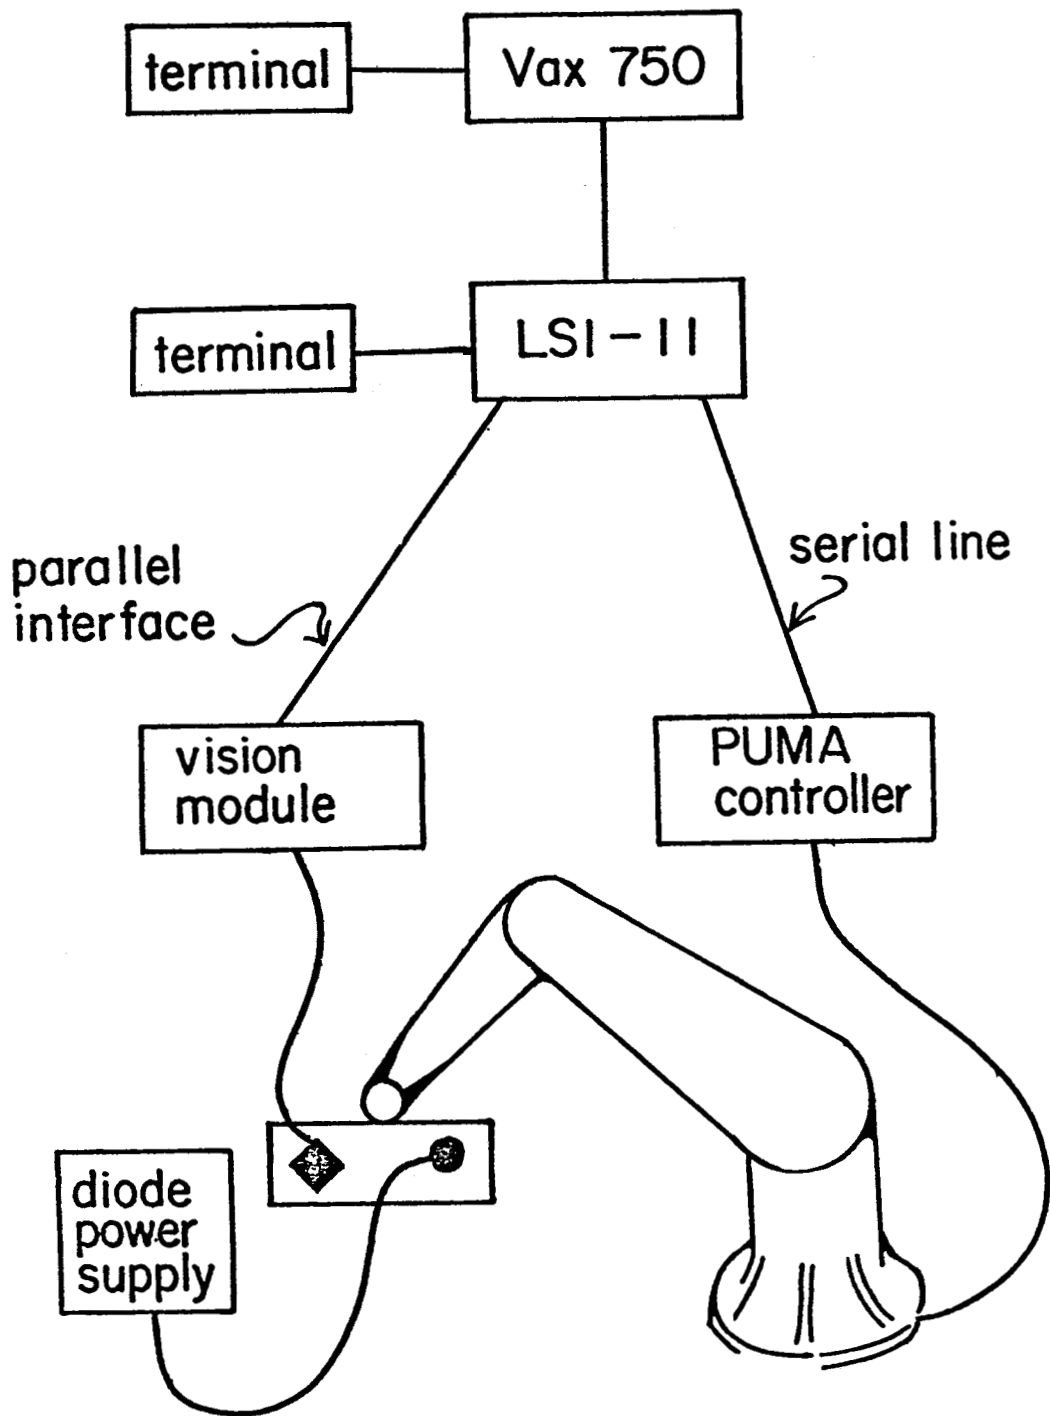 terminal
Vax 750
terminal
LSI-11
parallel
interface
serial line
vision
module
PUMA
controller
diode
power
supply